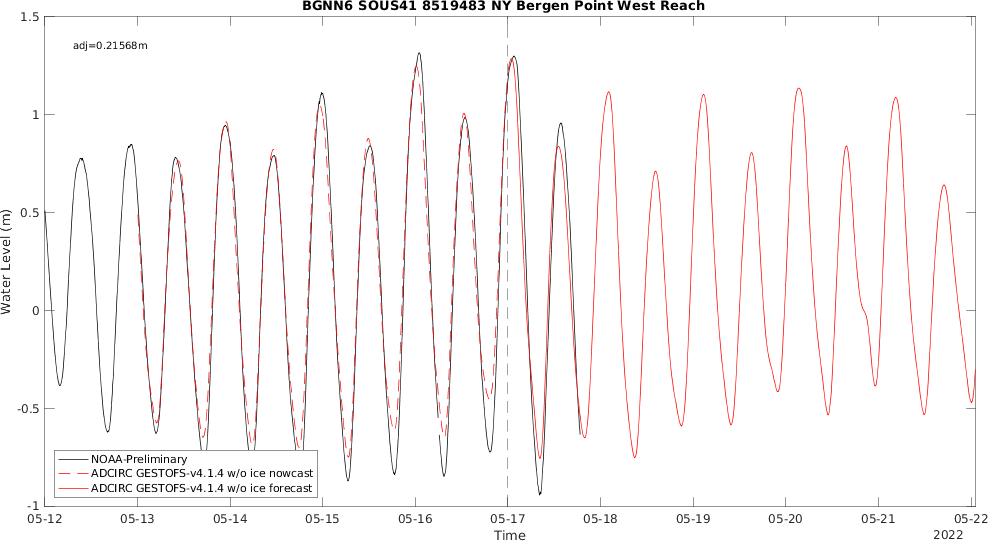 BGNN6 SOUS41 8519483 NY Bergen Point West Reach
adj=0.21568m
1.5
1
0.5
0
-0.5
-1
Water Level (m)
NOAA-Preliminary
ADCIRC GESTOFS-v4.1.4 w/o ice nowcast
ADCIRC GESTOFS-v4.1.4 w/o ice forecast
05-12 05-13 05-14 05-15 05-16 05-17 05-18 05-19 05-20 05-21 05-22
Time
2022